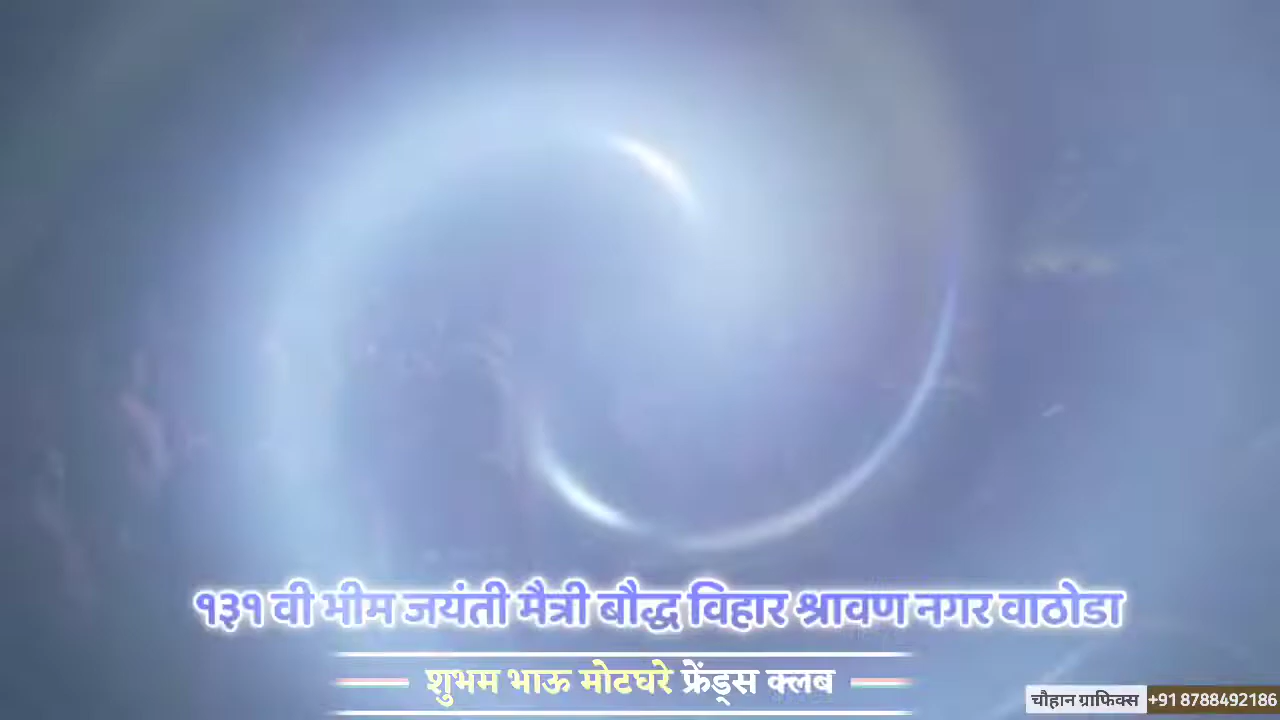 १३१ वी भीम जयंती मैत्री बौद्ध विहार श्रावण नगर वाठोडा
शुभम भाऊ मोटघरे फ्रेंड्स क्लब
चौहान ग्राफिक्स +91 8788492186